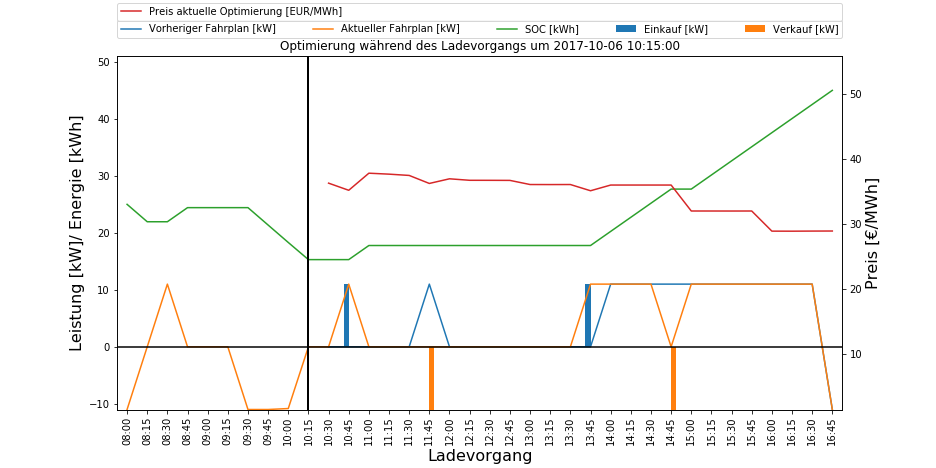 Preis aktuelle Optimierung [EUR/MWh]
Vorheriger Fahrplan [kW] Aktueller Fahrplan [kW] SOC [kWh] Einkauf [kW] Verkauf [kW]
Optimierung während des Ladevorgangs um 2017-10-06 10:15:00
Leistung [kW]/ Energie [kWh]
50
40
30
20
10
0
−10
50
40
30
20
10
Preis [€/MWh]
08:00 08:15 08:30 08:45 09:00 09:15 09:30 09:45 10:00 10:15 10:30 10:45 11:00 11:15 11:30 11:45 12:00 12:15 12:30 12:45 13:00 13:15 13:30 13:45 14:00 14:15 14:30 14:45 15:00 15:15 15:30 15:45 16:00 16:15 16:30 16:45
Ladevorgang